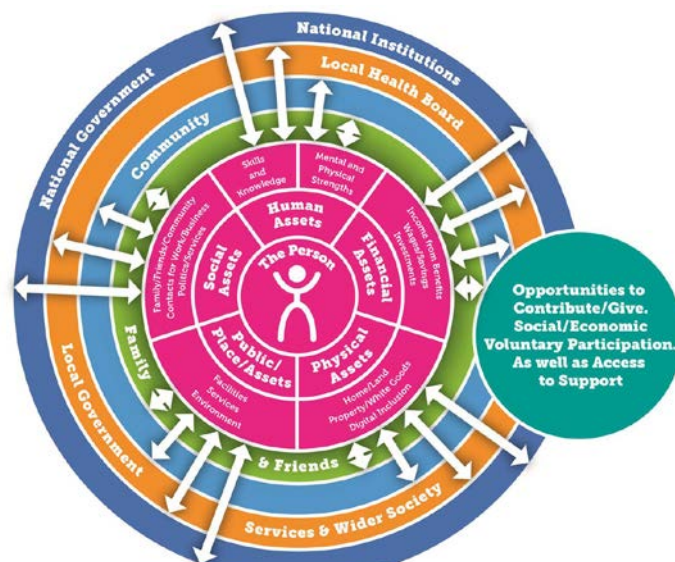 National Government
National Institutions
Local Health Board
Community
Skills
and
Knowledge
Mental and
Physical
Strengths
Human
Assets
Family/Friends/Community
Contacts for Work/Business
Politics/Services
Social
Assets
The Person
Financial
Assets
Income from Benefits
Wages/Savings
Investments
Public/
Place/Assets
Physical
Assets
Facilities
Services
Environment
Home/Land
Property/White Goods
Digital Inclusion
Family
& Friends
Local Government
Services & Wider Society
Opportunities to
Contribute/Give.
Social/Economic
Voluntary Participation.
As well as Access
to Support